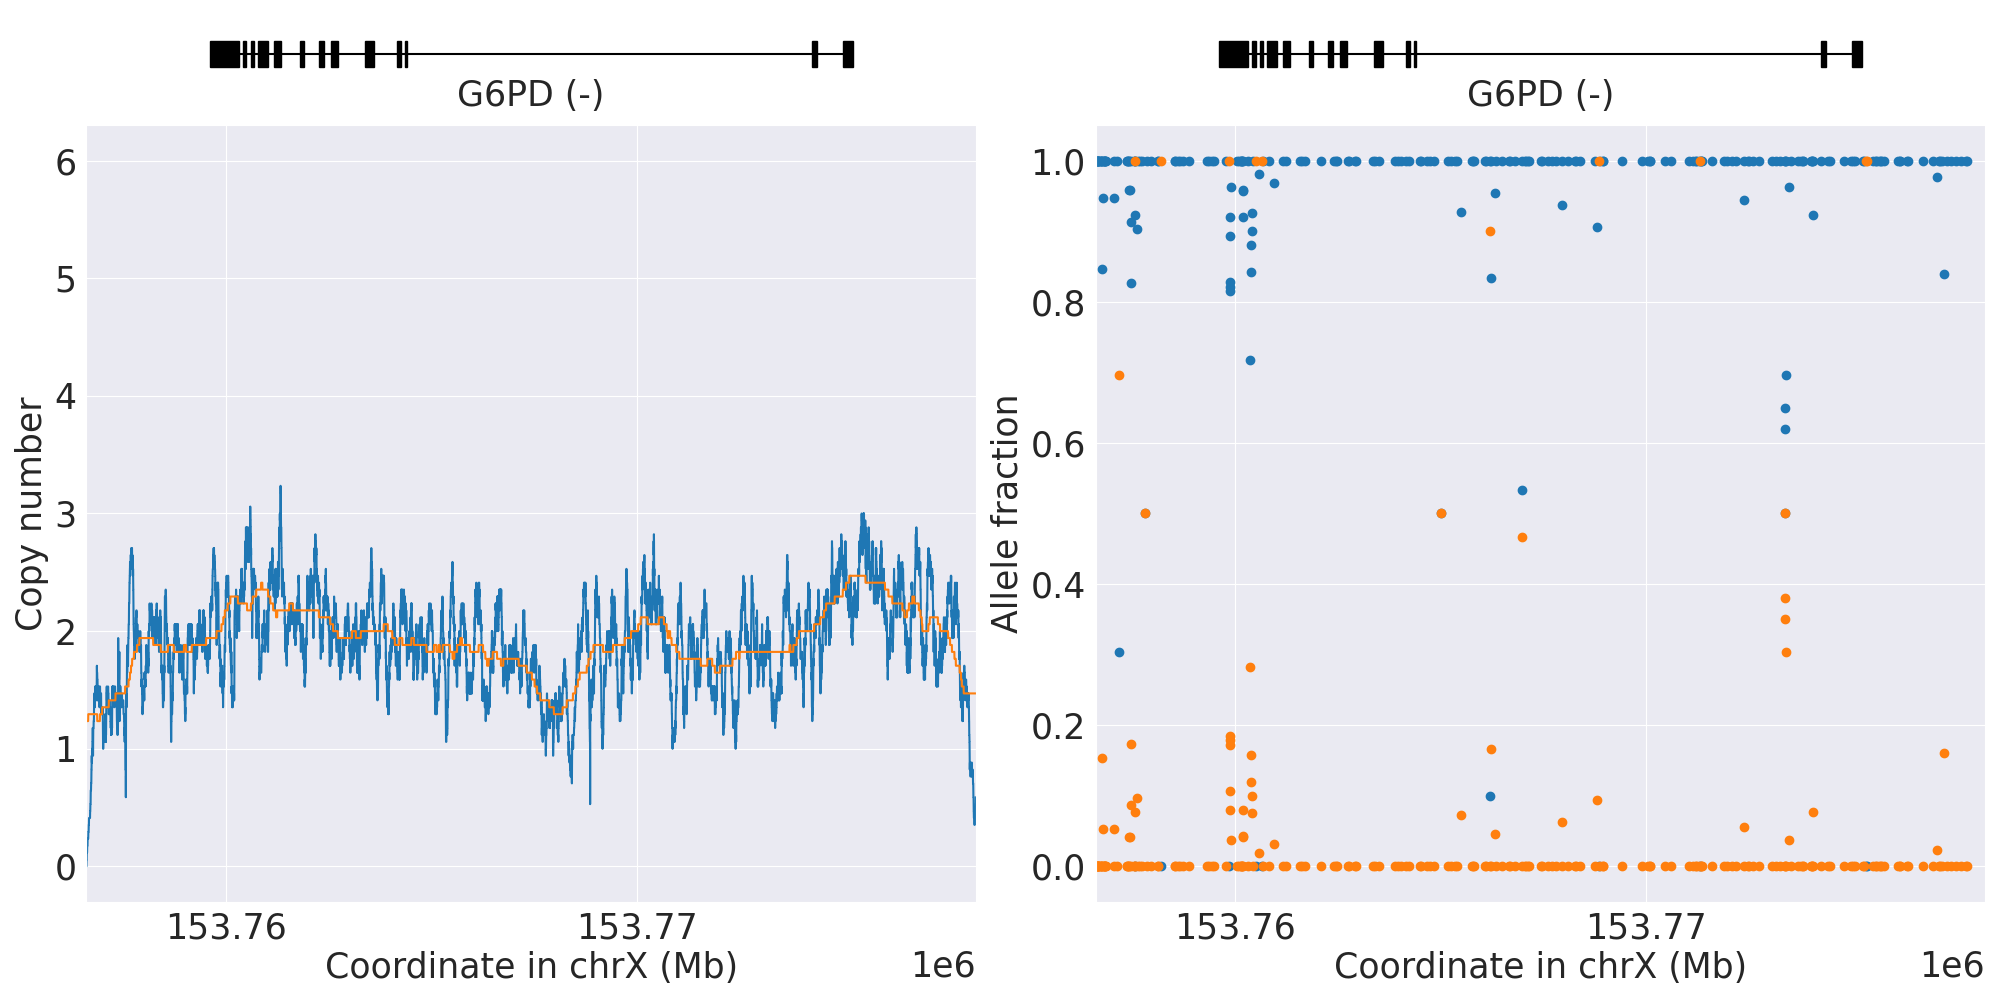 G6PD (-)
6
5
4
3
2
1
0
Copy number
153.76
153.77
Coordinate in chrX (Mb)
1e6
G6PD (-)
1.0
0.8
0.6
0.4
0.2
0.0
Allele fraction
153.76
153.77
Coordinate in chrX (Mb)
1e6